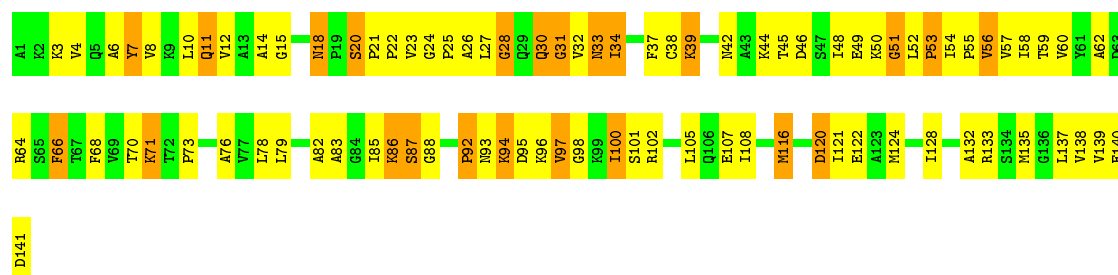 A1 K2 K3 V4 Q5 A6 Y7 V8 K9 L10 Q11 V12 A13 A14 G15 N18 P19 S20 P21 P22 V23 G24 P25 A26 L27 G28 Q29 Q30 G31 V32 N33 I34 F37 C38 K39 N42 A43 K44 T45 D46 S47 I48 E49 K50 G51 L52 P53 I54 P55 V56 V57 I58 T59 V60 Y61 A62 D63
R64 S65 F66 T67 F68 V69 T70 K71 T72 P73 A76 V77 L78 L79 A82 A83 G84 I85 K86 S87 G88 P92 N93 K94 D95 K96 V97 G98 K99 I100 S101 R102 L105 Q106 E107 I108 M116 D120 I121 E122 A123 M124 I128 A132 R133 S134 M135 G136 L137 V138 V139 E140
D141